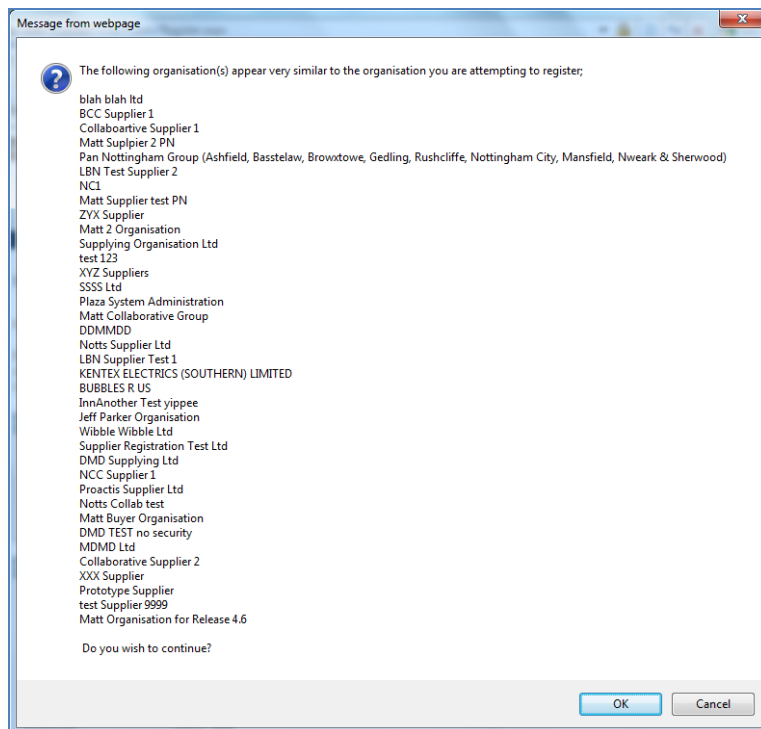 Message from webpage
The following organisation(s) appear very similar to the organisation you are attempting to register;
blah blah ltd
BCC Supplier 1
Collaboartive Supplier 1
Matt Suplpier 2 PN
Pan Nottingham Group (Ashfield, Basstelaw, Browxtowe, Gedling, Rushcliffe, Nottingham City, Mansfield, Nweark & Sherwood)
LBN Test Supplier 2
NC1
Matt Supplier test PN
ZYX Supplier
Matt 2 Organisation
Supplying Organisation Ltd
test 123
XYZ Suppliers
SSSS Ltd
Plaza System Administration
Matt Collaborative Group
DDMMDD
Notts Supplier Ltd
LBN Supplier Test 1
KENTEX ELECTRICS (SOUTHERN) LIMITED
BUBBLES R US
InnAnother Test yippee
Jeff Parker Organisation
Wibble Wibble Ltd
Supplier Registration Test Ltd
DMD Supplying Ltd
NCC Supplier 1
Proactis Supplier Ltd
Notts Collab test
Matt Buyer Organisation
DMD TEST no security
MDMD Ltd
Collaborative Supplier 2
XXX Supplier
Prototype Supplier
test Supplier 9999
Matt Organisation for Release 4.6
Do you wish to continue?
OK Cancel